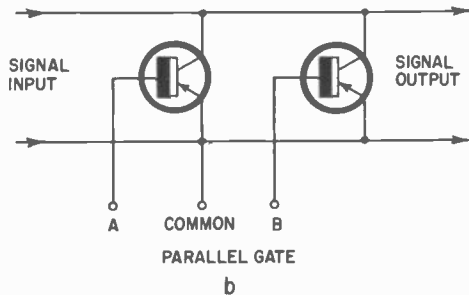 SIGNAL
INPUT
SIGNAL
OUTPUT
A
COMMON
B
PARALLEL GATE
b